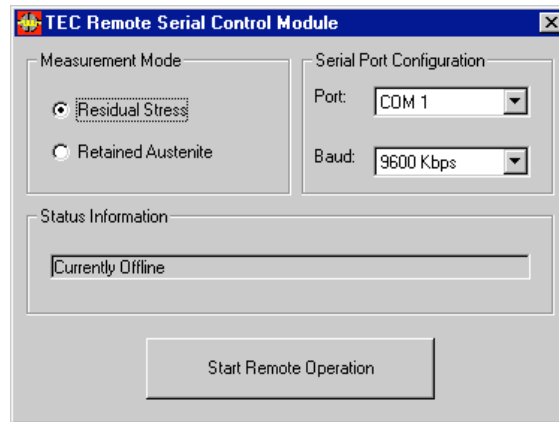 TEC Remote Serial Control Module
Measurement Mode
Residual Stress
Retained Austenite
Serial Port Configuration
Port: COM 1
Baud: 9600 Kbps
Status Information
Currently Offline
Start Remote Operation